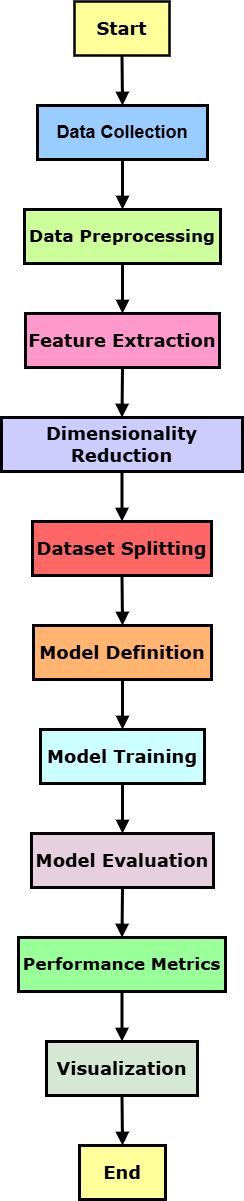 Start
Data Collection
Data Preprocessing
Feature Extraction
Dimensionality
Reduction
Dataset Splitting
Model Definition
Model Training
Model Evaluation
Performance Metrics
Visualization
End